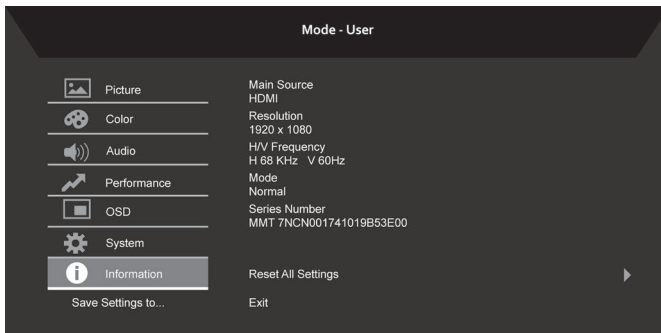 Mode - User
Picture
Color
Audio
Performance
OSD
System
Information
Save Settings to...
Main Source
HDMI
Resolution
1920 x 1080
H/V Frequency
H 68 KHz V 60Hz
Mode
Normal
Series Number
MMT 7NCN001741019B53E00
Reset All Settings
Exit